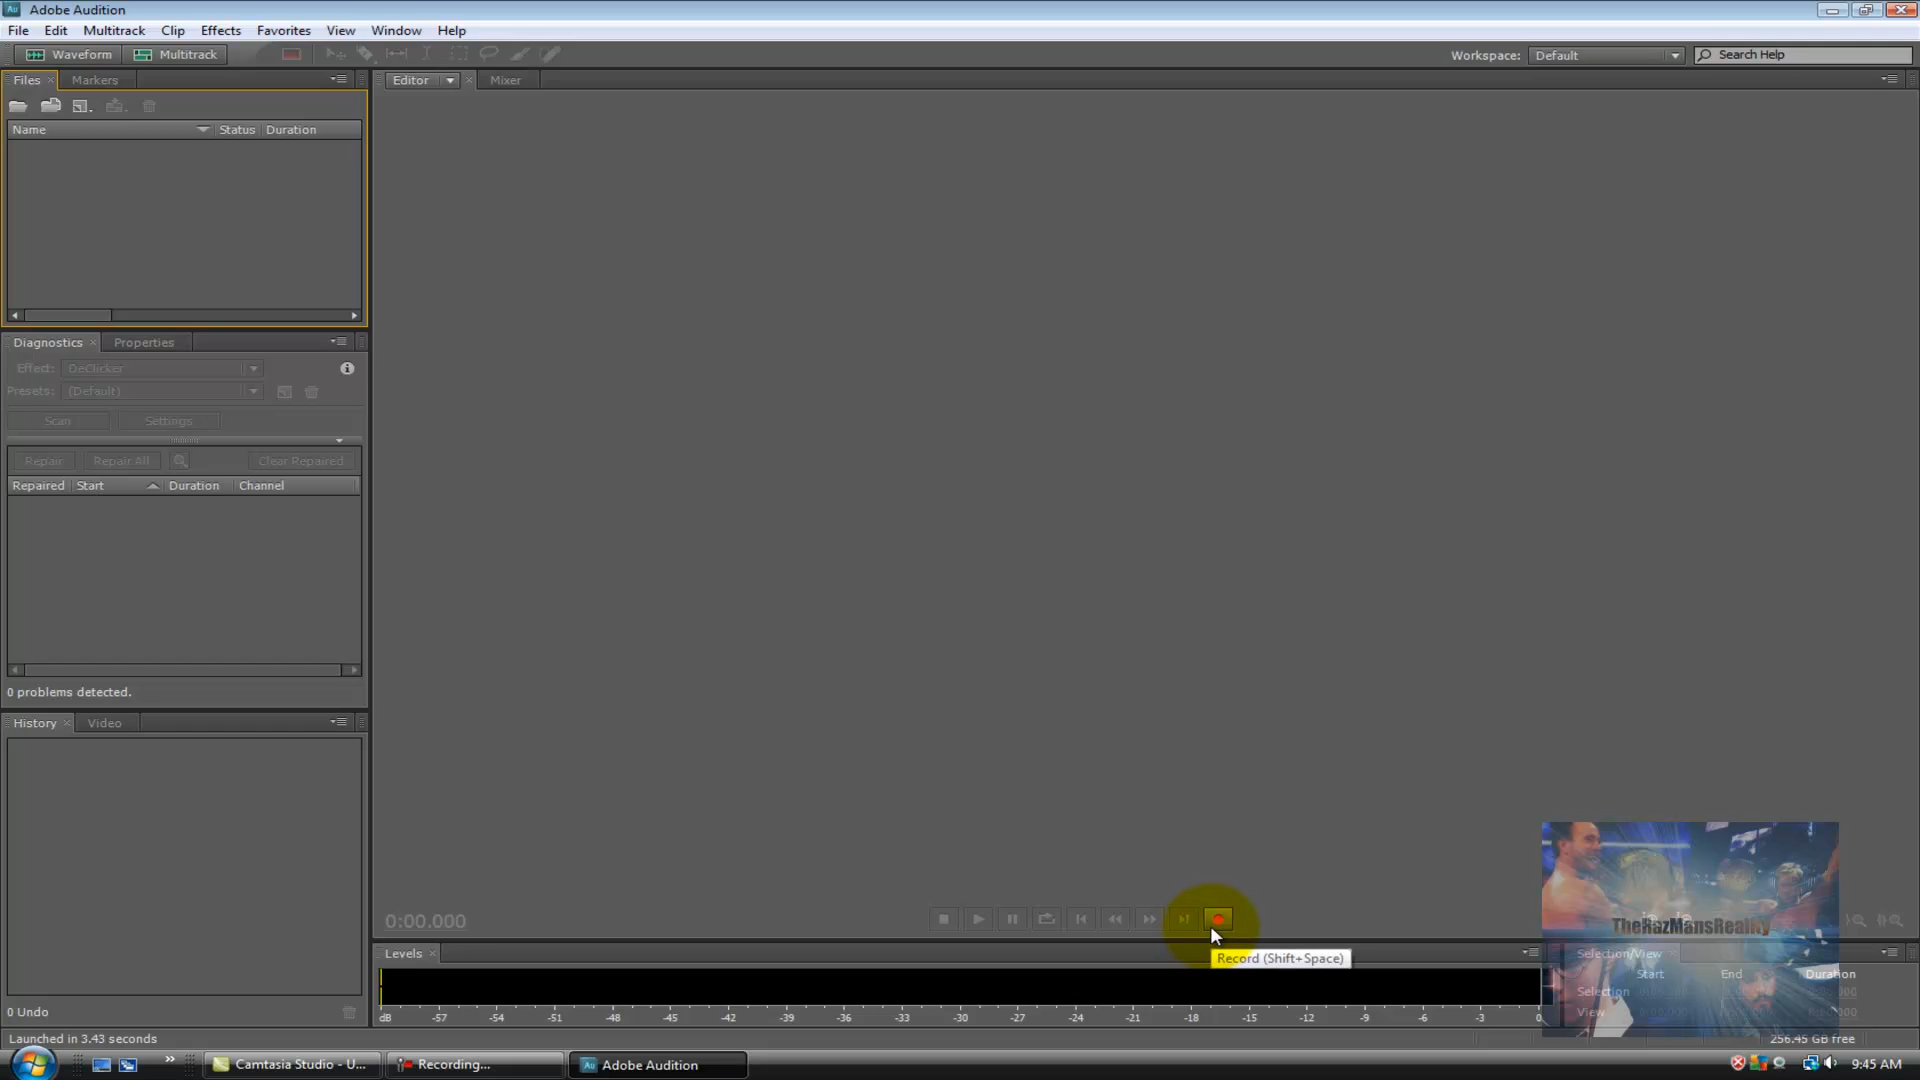 Adobe Audition
File Edit Multitrack Clip Effects Favorites View Window Help
Waveform Multitrack Workspace: Default Search Help
Files Markers Editor Mixer
Name Status Duration
Diagnostics Properties
Effect: DeClicker
Presets: (Default)
Scan Settings
Repair Repair All Clear Repaired
Repaired Start Duration Channel
0 problems detected.
History Video
0:00.000
TheRazMansReality
Levels Record (Shift+Space) Selection/View
Start End Duration
Selection
View
dB -57 -54 -51 -48 -45 -42 -39 -36 -33 -30 -27 -24 -21 -18 -15 -12 -9 -6 -3 0
0 Undo
Launched in 3.43 seconds 256.45 GB free
Camtasia Studio - U... Recording... Adobe Audition 9:45 AM